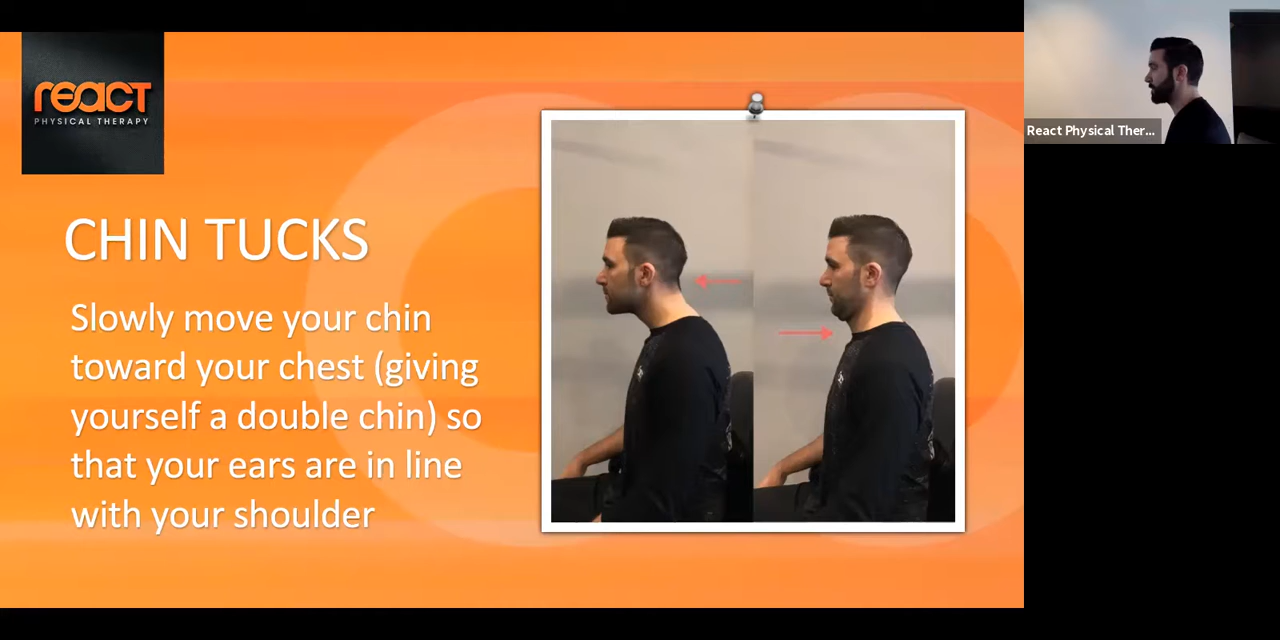 react
PHYSICAL THERAPY
CHIN TUCKS
Slowly move your chin
toward your chest (giving
yourself a double chin) so
that your ears are in line
with your shoulder
React Physical Ther...